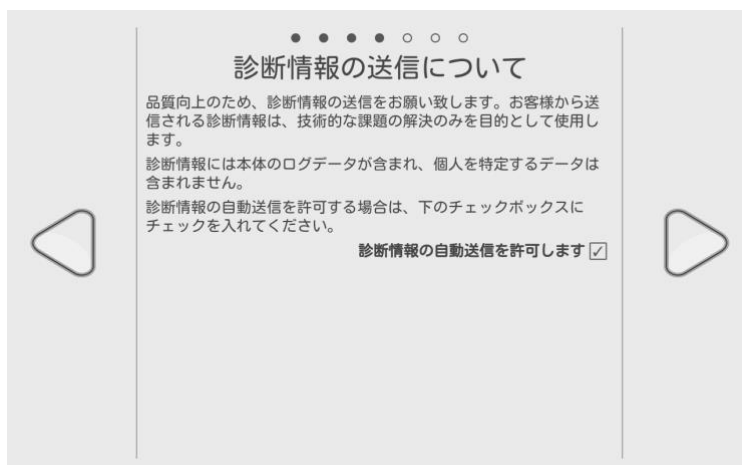 診断情報の送信について
品質向上のため、診断情報の送信をお願い致します。お客様から送
信される診断情報は、技術的な課題の解決のみを目的として使用し
ます。
診断情報には本体のログデータが含まれ、個人を特定するデータは
含まれません。
診断情報の自動送信を許可する場合は、下のチェックボックスに
チェックを入れてください。
診断情報の自動送信を許可します